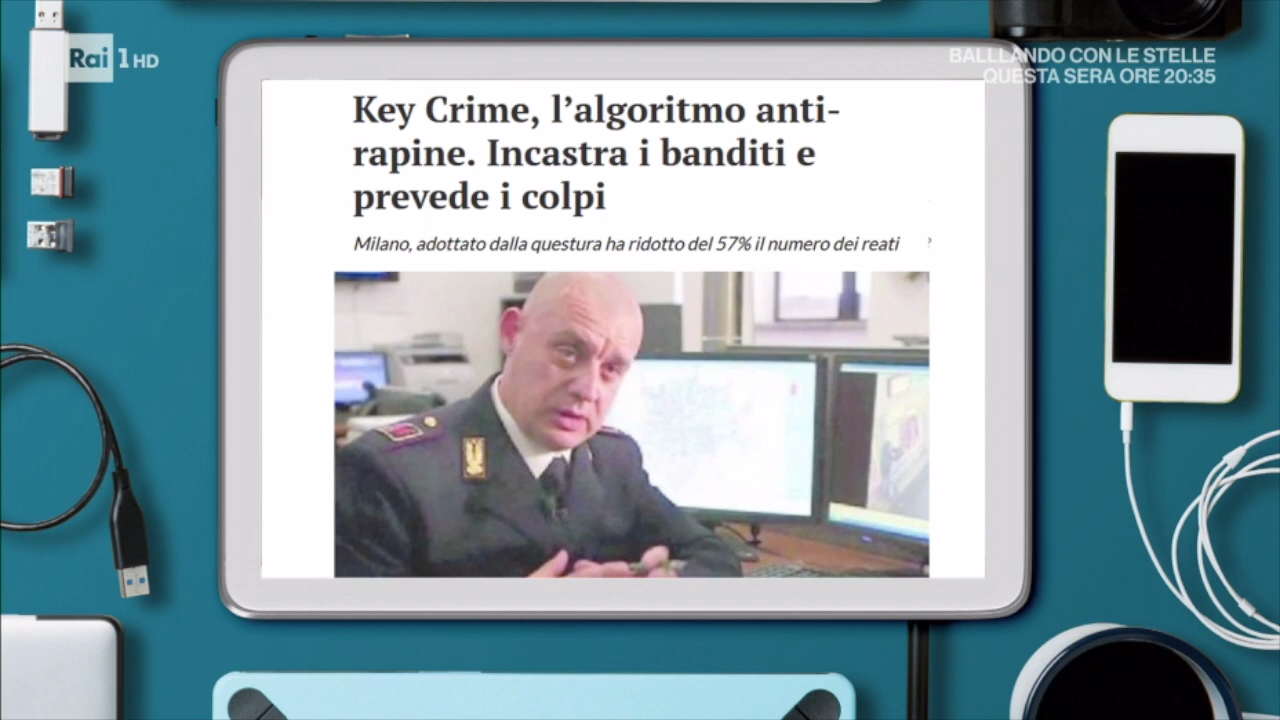 Rai 1 HD
BALLLANDO CON LE STELLE
QUESTA SERA ORE 20:35
Key Crime, l'algoritmo anti-
rapine. Incastra i banditi e
prevede i colpi
Milano, adottato dalla questura ha ridotto del 57% il numero dei reati